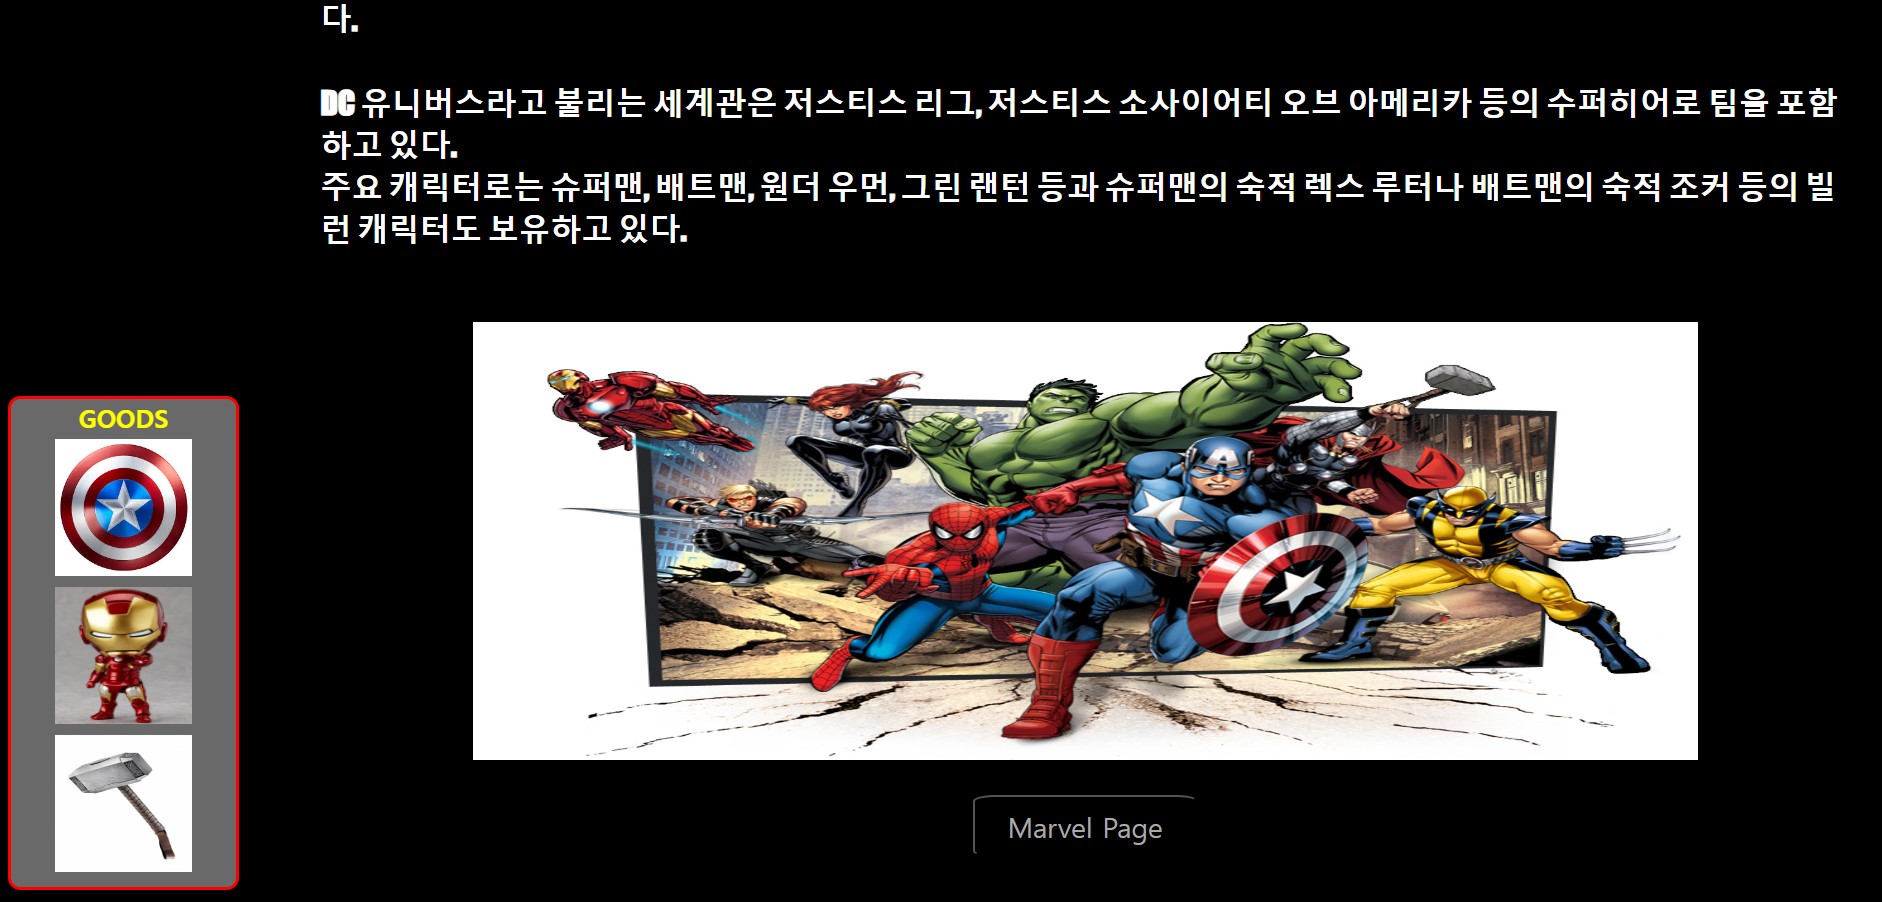 다.
DC 유니버스라고 불리는 세계관은 저스티스 리그, 저스티스 소사이어티 오브 아메리카 등의 수퍼히어로 팀을 포함
하고 있다.
주요 캐릭터로는 슈퍼맨, 배트맨, 원더 우먼, 그린 랜턴 등과 슈퍼맨의 숙적 렉스 루터나 배트맨의 숙적 조커 등의 빌
런 캐릭터도 보유하고 있다.
GOODS
A
Marvel Page